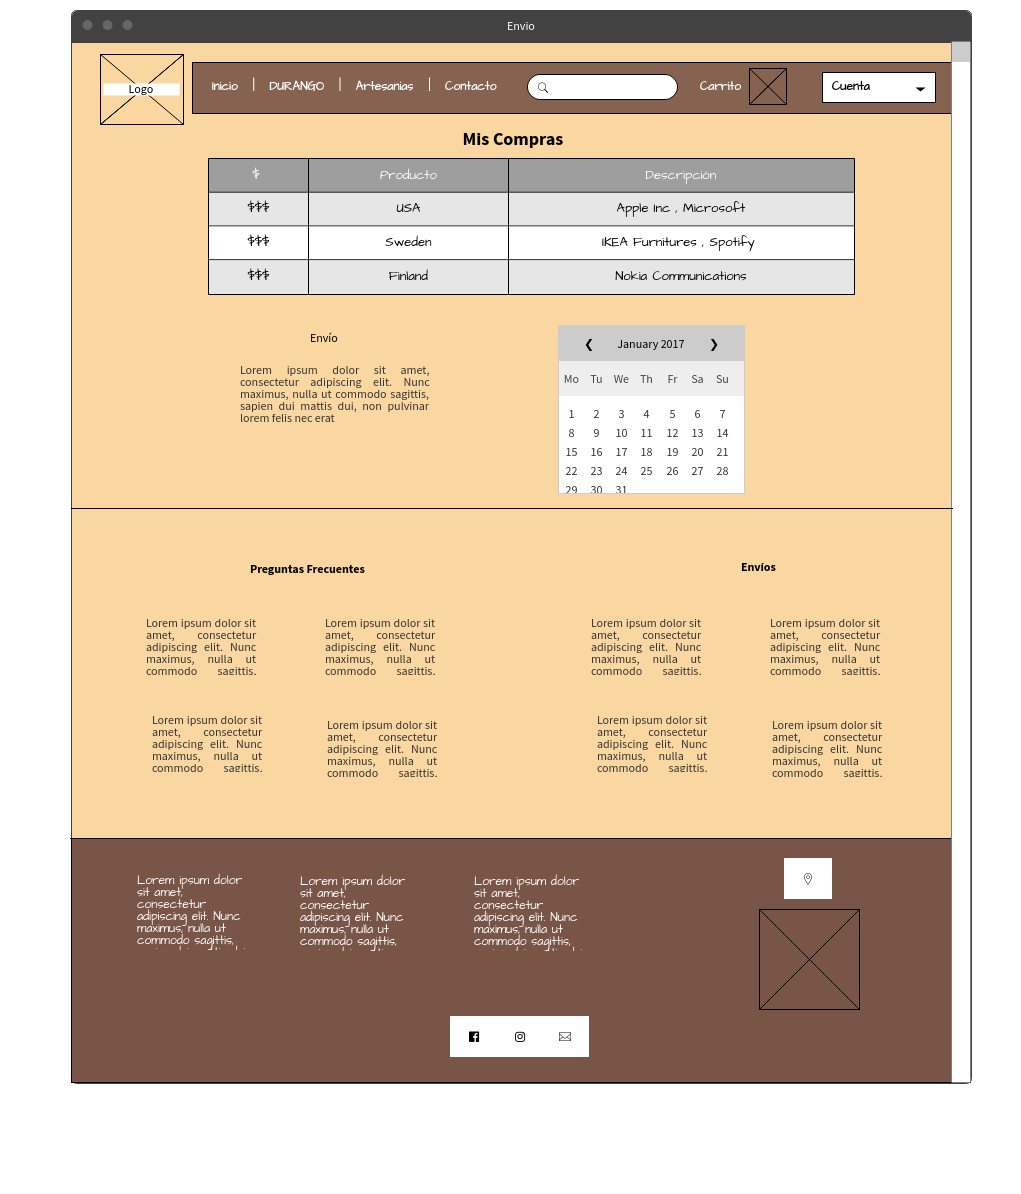 Envio
Logo
Inicio | DURANGO | Artesanias | Contacto Carrito Cuenta
Mis Compras
$ Producto Descripción
$$$ USA Apple Inc , Microsoft
$$$ Sweden IKEA Furnitures , Spotify
$$$ Finland Nokia Communications
Envío
Lorem ipsum dolor sit amet,
consectetur adipiscing elit. Nunc
maximus, nulla ut commodo sagittis,
sapien dui mattis dui, non pulvinar
lorem felis nec erat
❮ January 2017 ❯
Mo Tu We Th Fr Sa Su
1 2 3 4 5 6 7
8 9 10 11 12 13 14
15 16 17 18 19 20 21
22 23 24 25 26 27 28
29 30 31
Preguntas Frecuentes
Lorem ipsum dolor sit
amet, consectetur
adipiscing elit. Nunc
maximus, nulla ut
commodo sagittis,
Lorem ipsum dolor sit
amet, consectetur
adipiscing elit. Nunc
maximus, nulla ut
commodo sagittis,
Lorem ipsum dolor sit
amet, consectetur
adipiscing elit. Nunc
maximus, nulla ut
commodo sagittis,
Lorem ipsum dolor sit
amet, consectetur
adipiscing elit. Nunc
maximus, nulla ut
commodo sagittis,
Envíos
Lorem ipsum dolor sit
amet, consectetur
adipiscing elit. Nunc
maximus, nulla ut
commodo sagittis,
Lorem ipsum dolor sit
amet, consectetur
adipiscing elit. Nunc
maximus, nulla ut
commodo sagittis,
Lorem ipsum dolor sit
amet, consectetur
adipiscing elit. Nunc
maximus, nulla ut
commodo sagittis,
Lorem ipsum dolor sit
amet, consectetur
adipiscing elit. Nunc
maximus, nulla ut
commodo sagittis,
Lorem ipsum dolor
sit amet,
consectetur
adipiscing elit. Nunc
maximus, nulla ut
commodo sagittis,
Lorem ipsum dolor
sit amet,
consectetur
adipiscing elit. Nunc
maximus, nulla ut
commodo sagittis,
Lorem ipsum dolor
sit amet,
consectetur
adipiscing elit. Nunc
maximus, nulla ut
commodo sagittis,